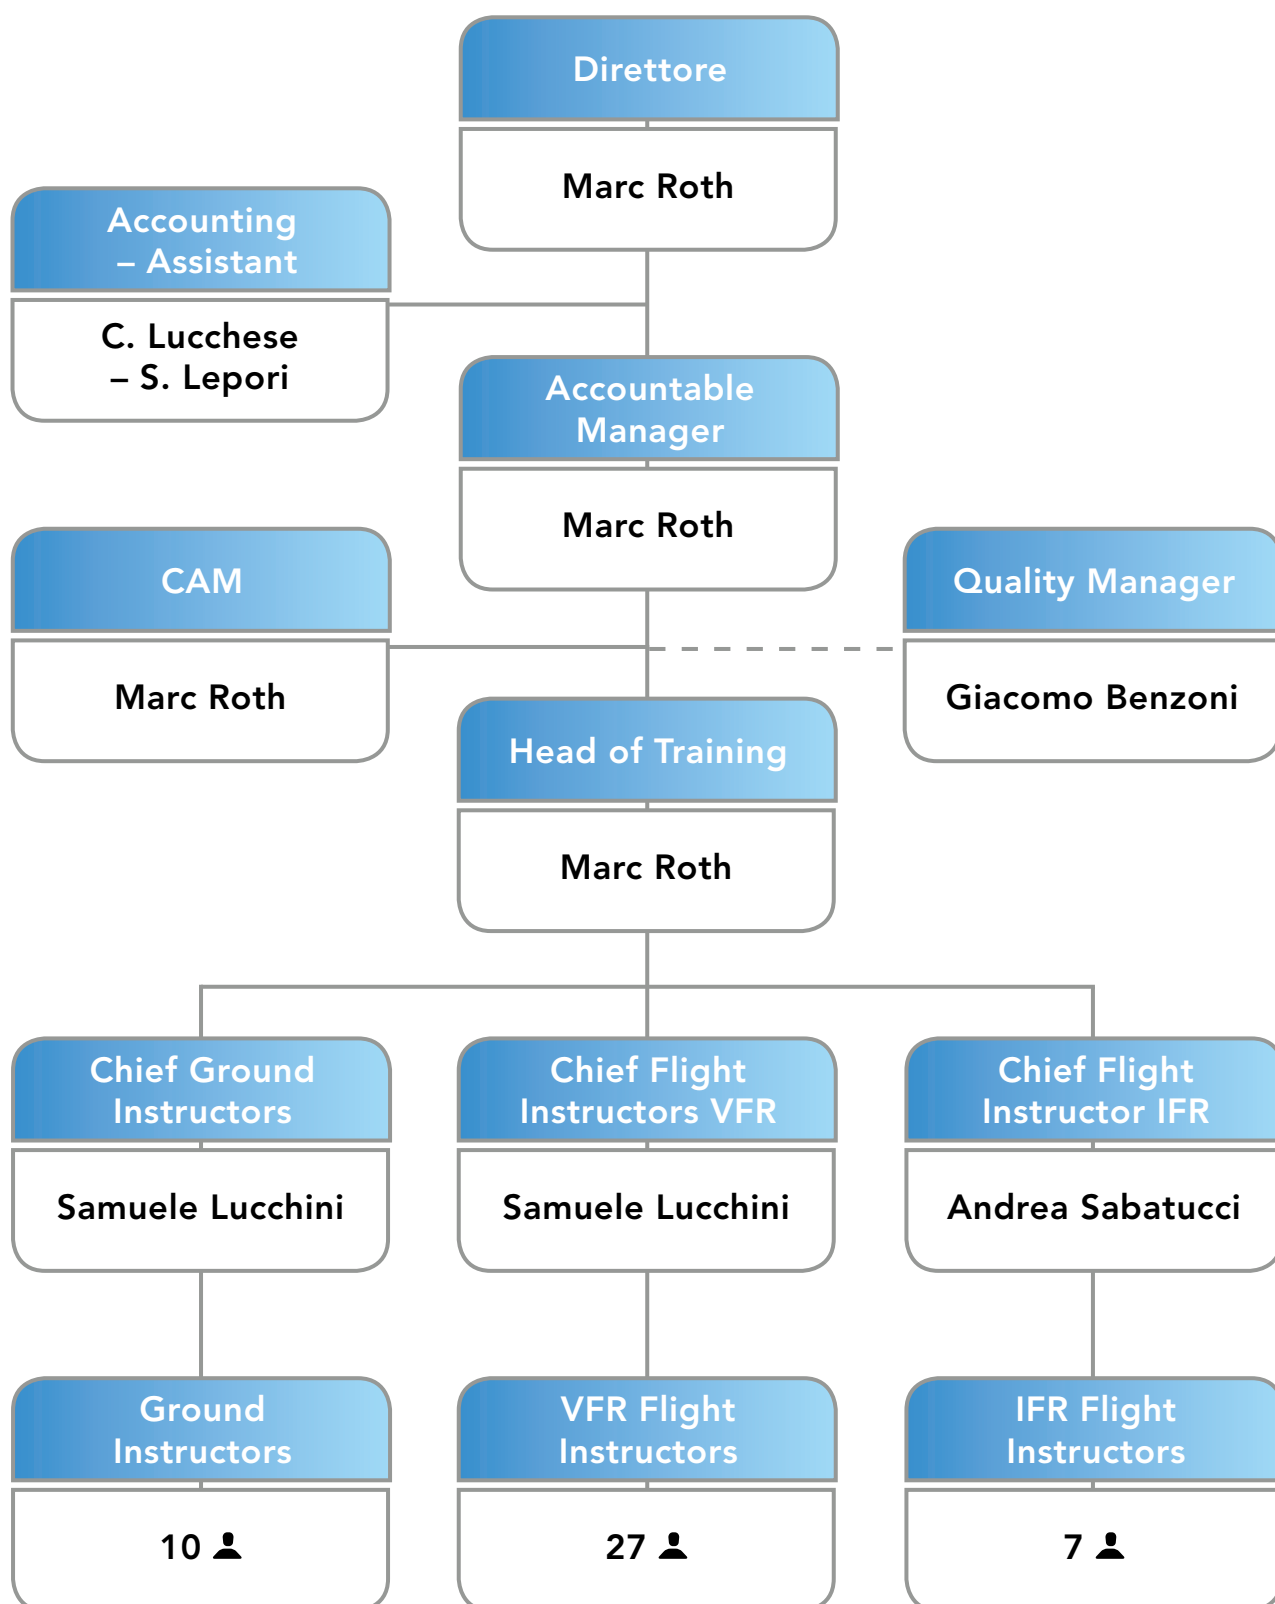 Direttore
Marc Roth
Accounting
– Assistant
C. Lucchese
– S. Lepori
Accountable
Manager
Marc Roth
CAM
Marc Roth
Quality Manager
Giacomo Benzoni
Head of Training
Marc Roth
Chief Ground
Instructors
Samuele Lucchini
Chief Flight
Instructors VFR
Samuele Lucchini
Chief Flight
Instructor IFR
Andrea Sabatucci
Ground
Instructors
10
VFR Flight
Instructors
27
IFR Flight
Instructors
7